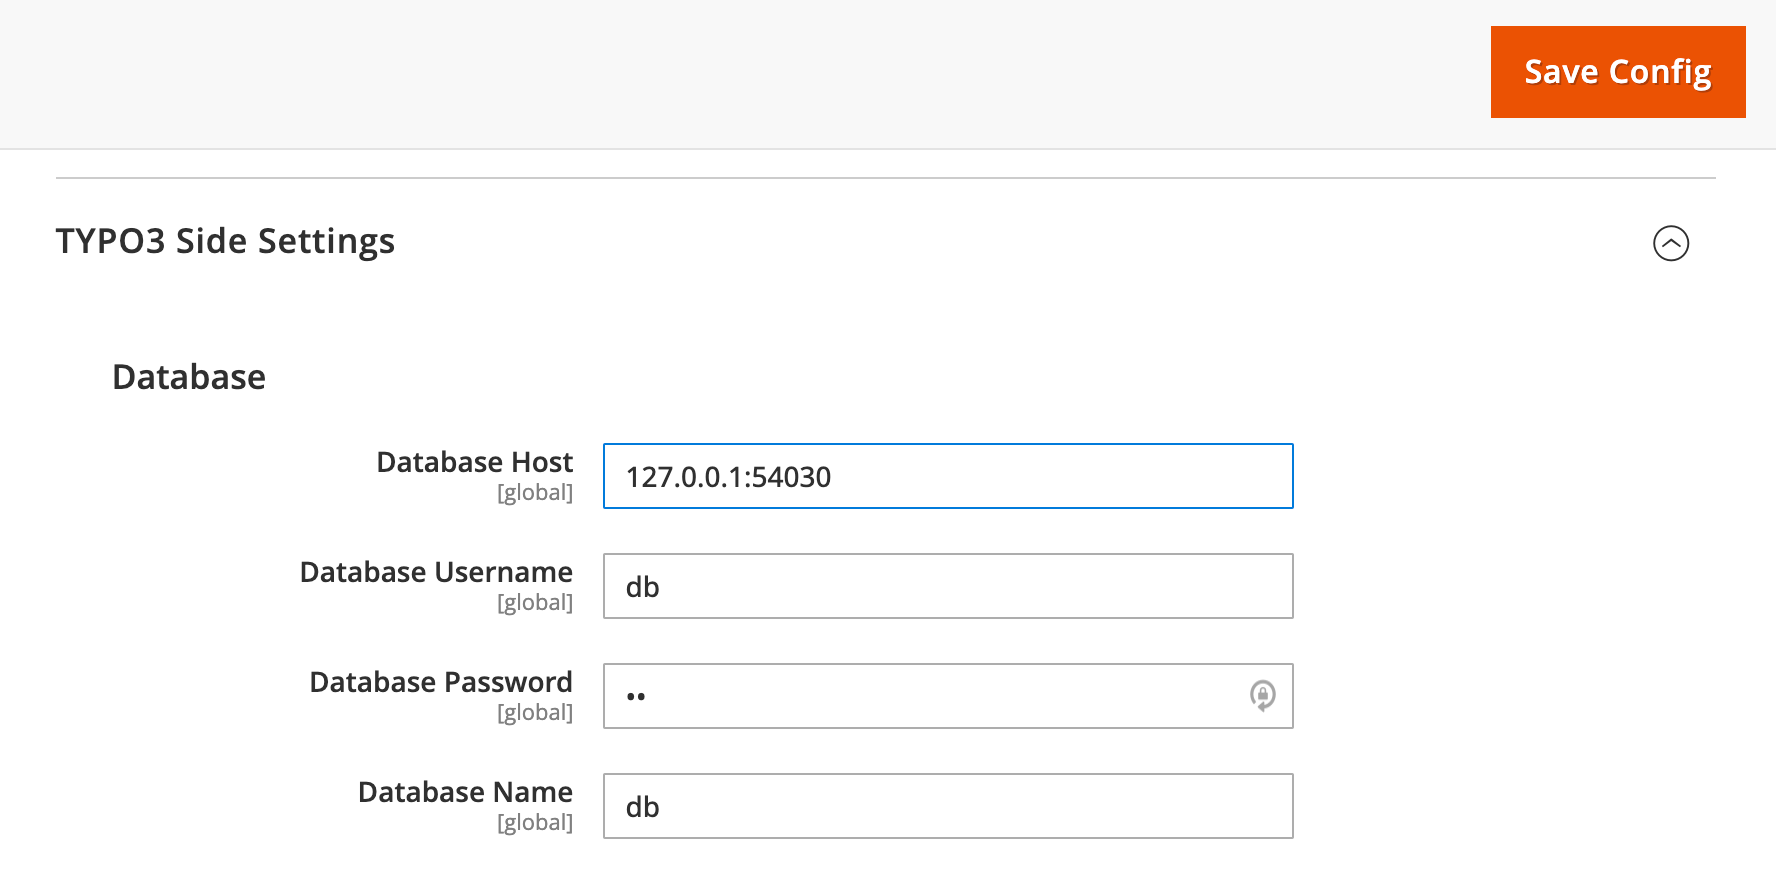 Save Config
TYPO3 Side Settings
Database
Database Host
[global]
127.0.0.1:54030
Database Username
[global]
db
Database Password
[global]
••
Database Name
[global]
db